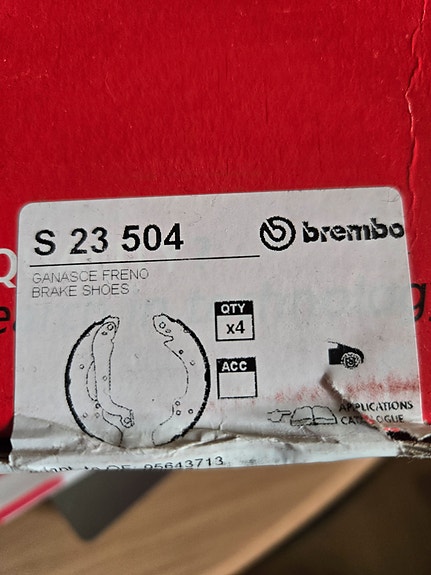 S 23 504
brembo
GANASCE FRENO
BRAKE SHOES
QTY
x4
ACC
APPLICATIONS
CATALOGUE
95643713